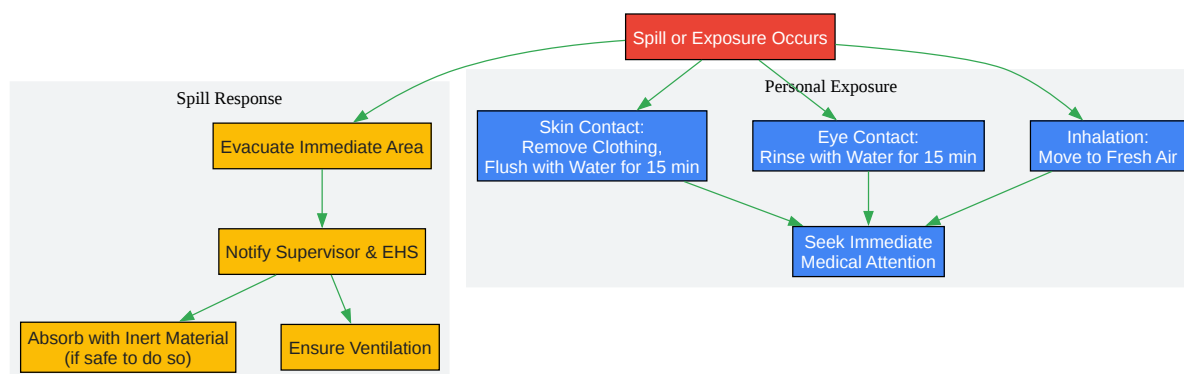 Spill or Exposure Occurs
Spill Response
Evacuate Immediate Area
Notify Supervisor & EHS
Absorb with Inert Material
(if safe to do so)
Ensure Ventilation
Personal Exposure
Skin Contact:
Remove Clothing,
Flush with Water for 15 min
Eye Contact:
Rinse with Water for 15 min
Inhalation:
Move to Fresh Air
Seek Immediate
Medical Attention